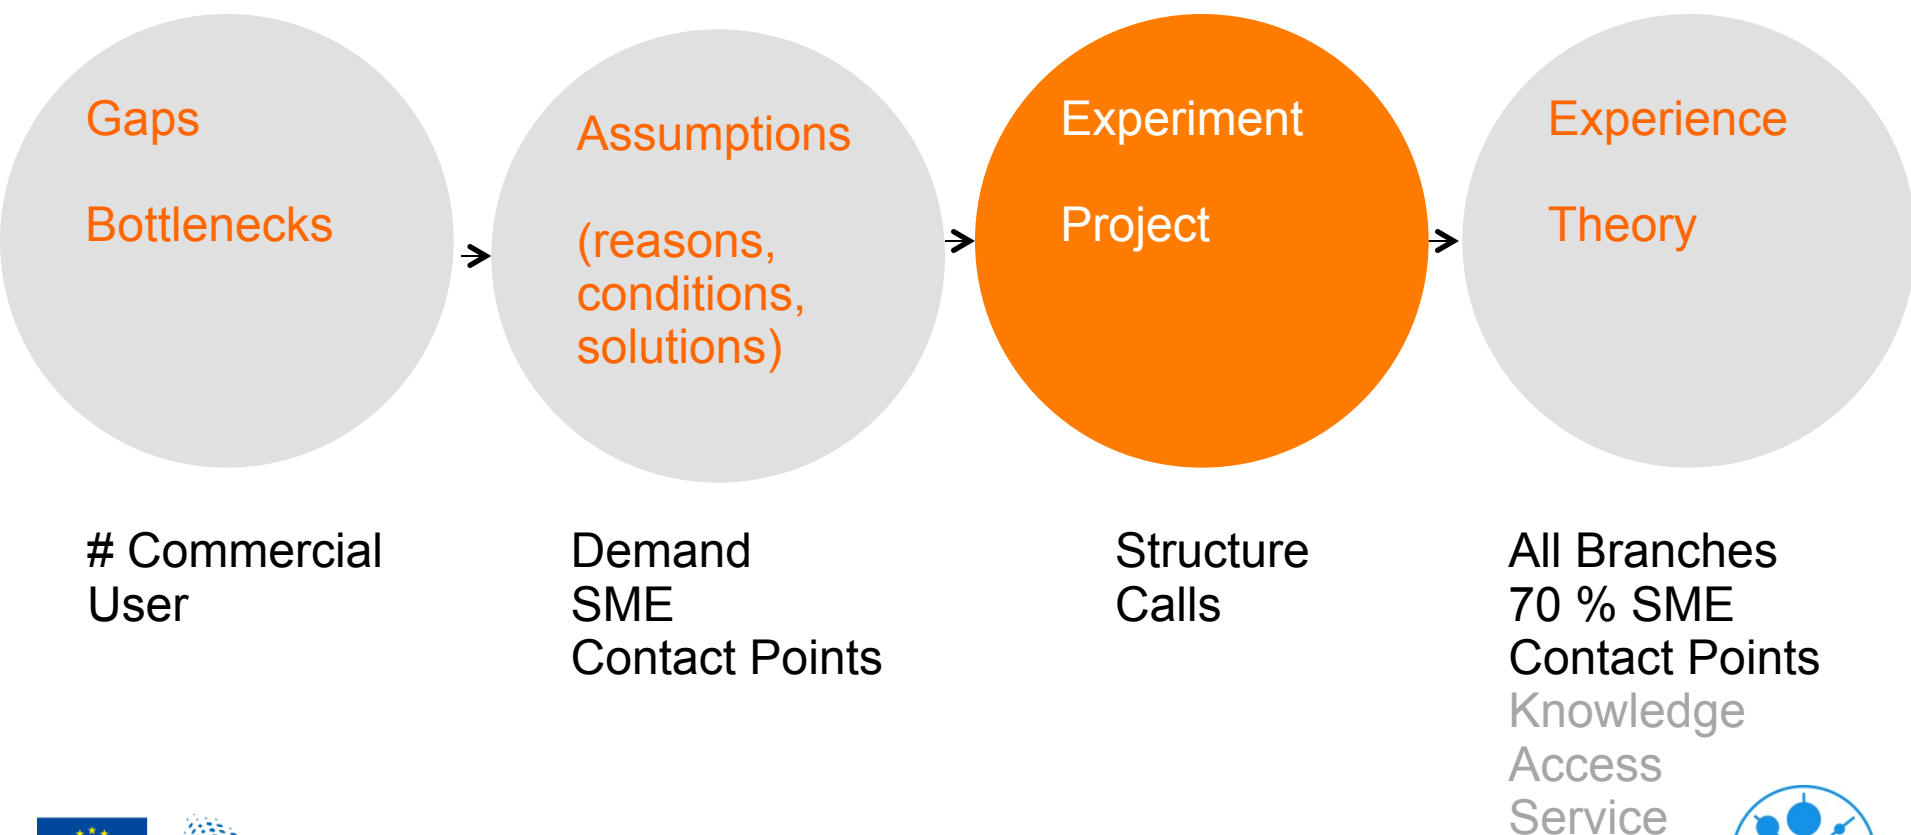 Gaps
Bottlenecks
Assumptions
(reasons,
conditions,
solutions)
Experiment
Project
Experience
Theory
# Commercial
User
Demand
SME
Contact Points
Structure
Calls
All Branches
70 % SME
Contact Points
Knowledge
Access
Service